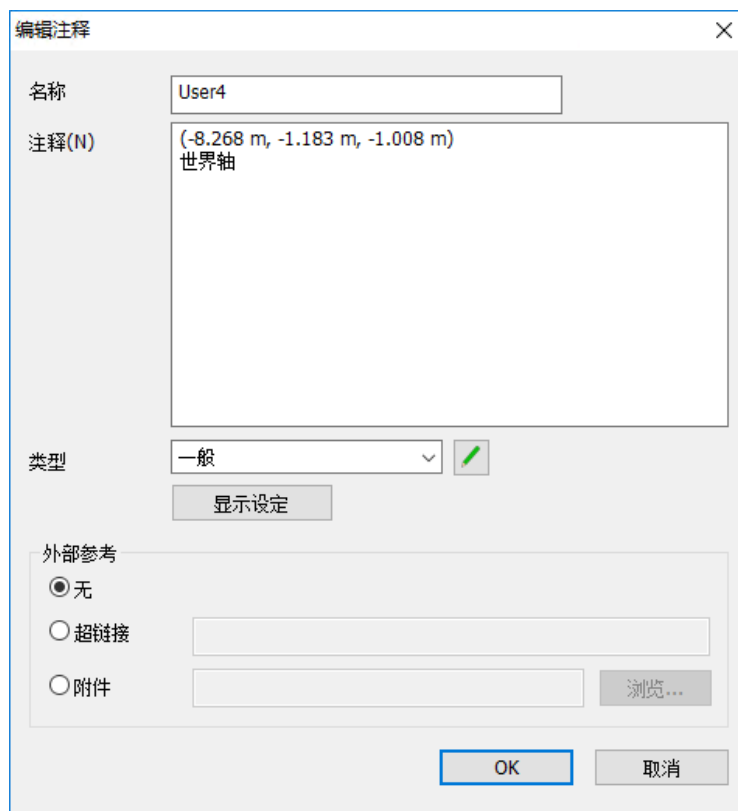 编辑注释
名称
User4
注释(N)
(-8.268 m, -1.183 m, -1.008 m)
世界轴
类型
一般
显示设定
外部参考
无
超链接
附件
浏览...
OK
取消